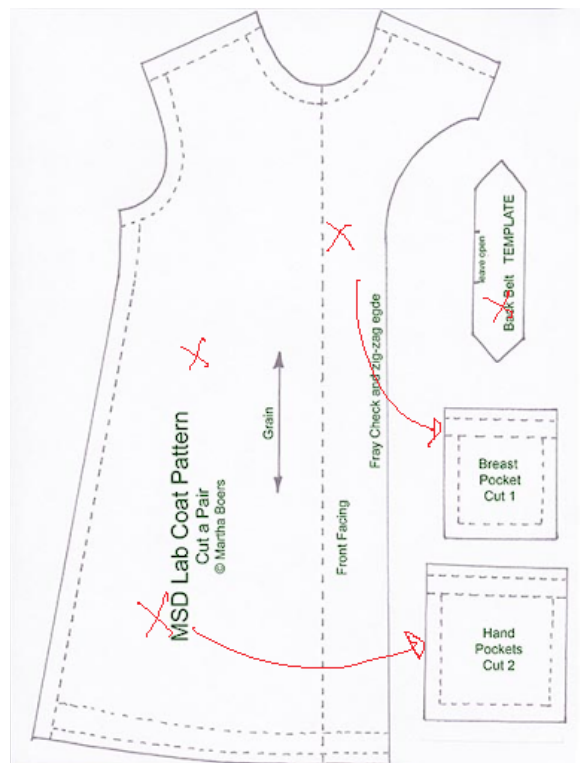 MSD Lab Coat Pattern
Cut a Pair
© Martha Boers
Grain
Front Facing
Fray Check and zig-zag egde
leave open
Back Belt TEMPLATE
Breast
Pocket
Cut 1
Hand
Pockets
Cut 2